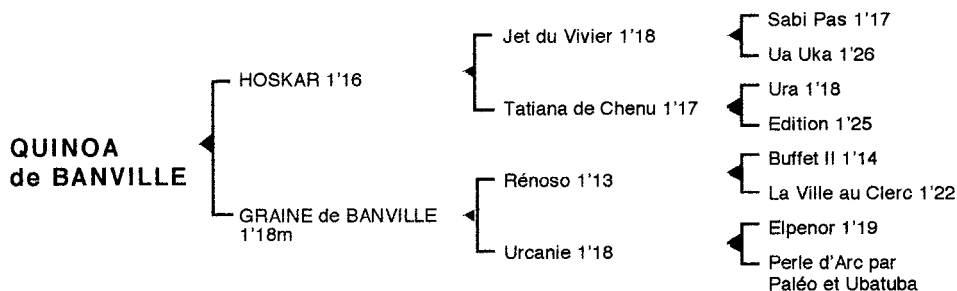 QUINOA
de BANVILLE
HOSKAR 1'16
GRAINE de BANVILLE
1'18m
Jet du Vivier 1'18
Tatiana de Chenu 1'17
Rénoso 1'13
Urcanie 1'18
Sabi Pas 1'17
Ua Uka 1'26
Ura 1'18
Edition 1'25
Buffet II 1'14
La Ville au Clerc 1'22
Elpenor 1'19
Perle d'Arc par
Paléo et Ubatuba